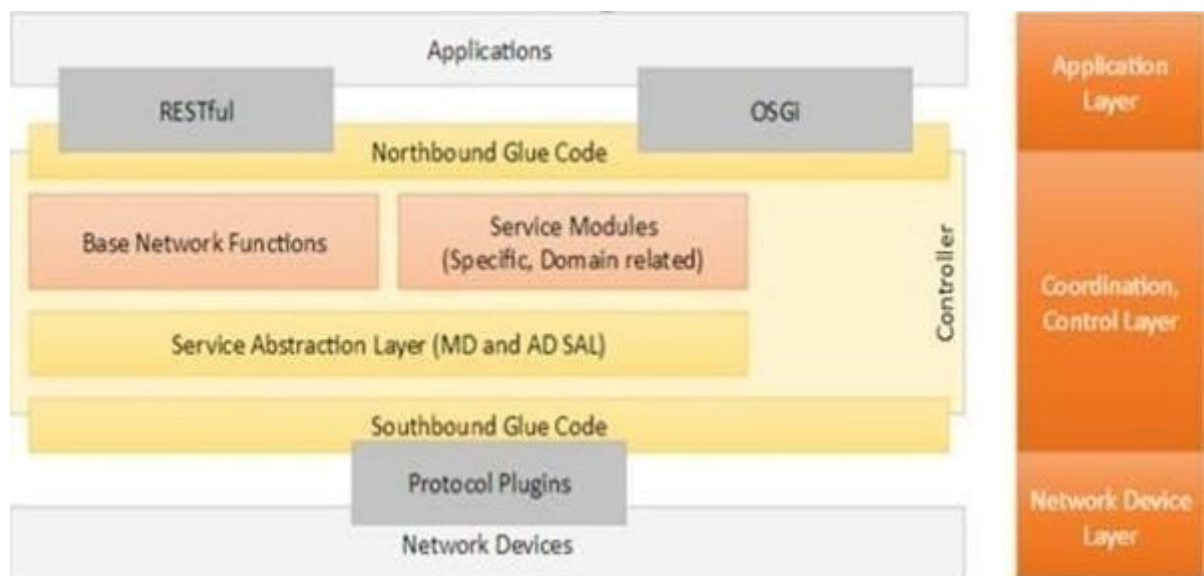 Applications
RESTful
OSGi
Northbound Glue Code
Base Network Functions
Service Modules
(Specific, Domain related)
Service Abstraction Layer (MD and AD SAL)
Southbound Glue Code
Protocol Plugins
Network Devices
Controller
Application
Layer
Coordination,
Control Layer
Network Device
Layer